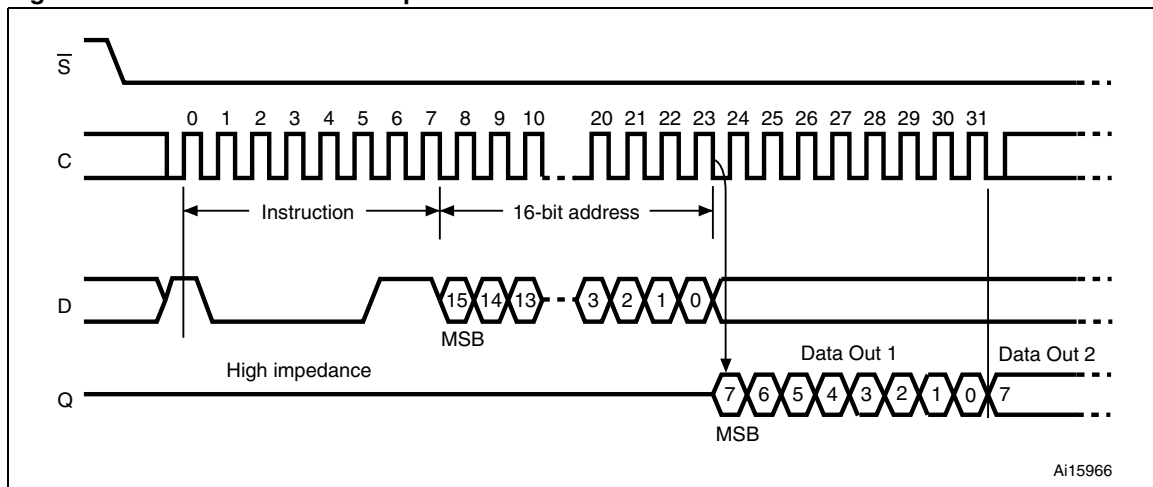 S
0 1 2 3 4 5 6 7 8 9 10 20 21 22 23 24 25 26 27 28 29 30 31
C
Instruction 16-bit address
D 15 14 13 3 2 1 0
MSB
High impedance Data Out 1 Data Out 2
Q 7 6 5 4 3 2 1 0 7
MSB
Ai15966